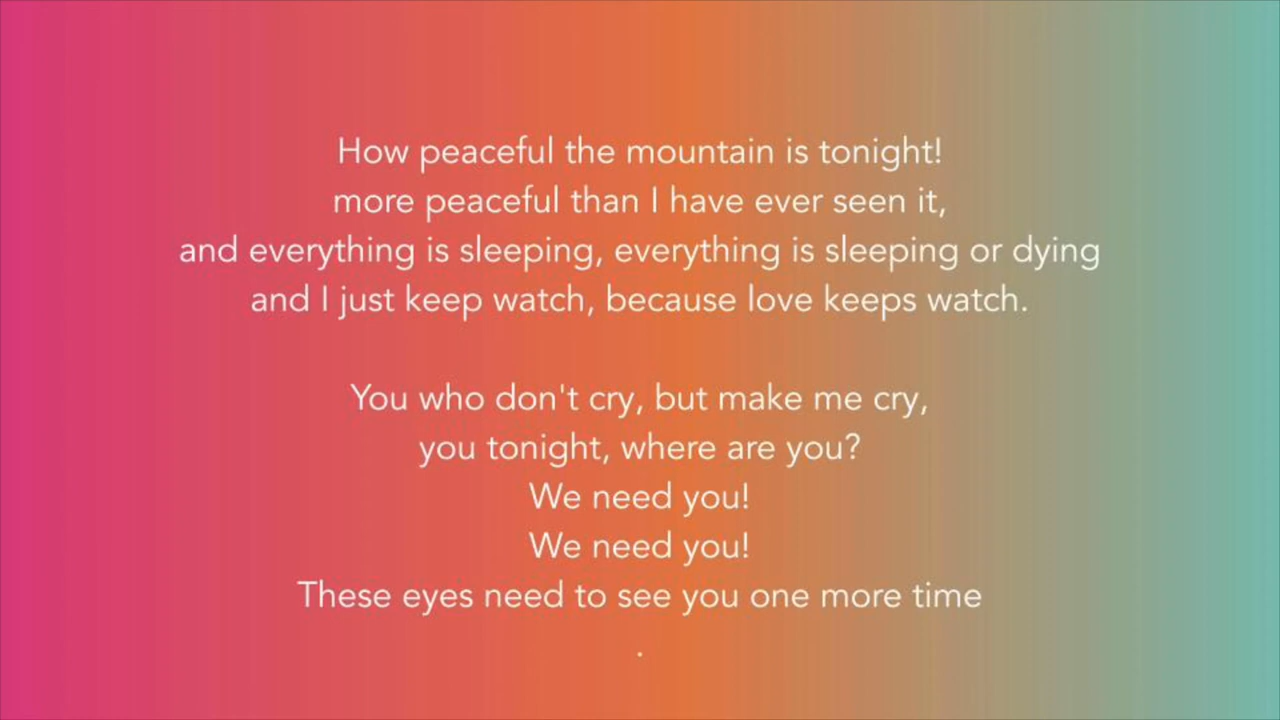 How peaceful the mountain is tonight!
more peaceful than I have ever seen it,
and everything is sleeping, everything is sleeping or dying
and I just keep watch, because love keeps watch.
You who don't cry, but make me cry,
you tonight, where are you?
We need you!
We need you!
These eyes need to see you one more time
.